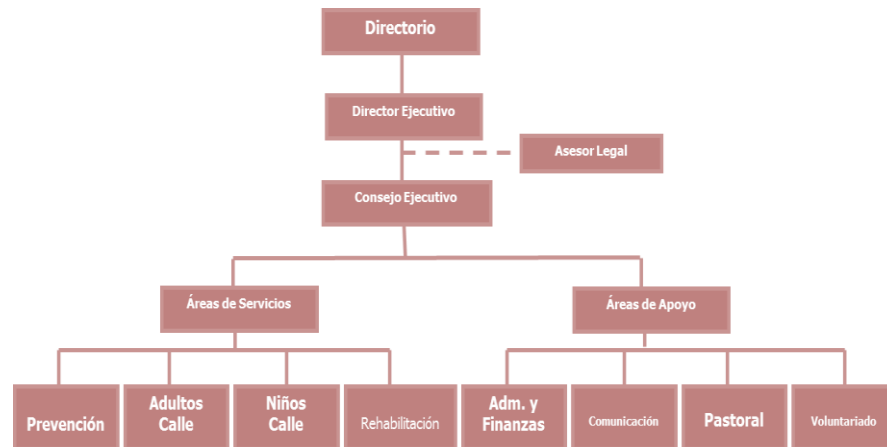 Directorio
Director Ejecutivo
Asesor Legal
Consejo Ejecutivo
Áreas de Servicios
Áreas de Apoyo
Prevención
Adultos
Calle
Niños
Calle
Rehabilitación
Adm. y
Finanzas
Comunicación
Pastoral
Voluntariado